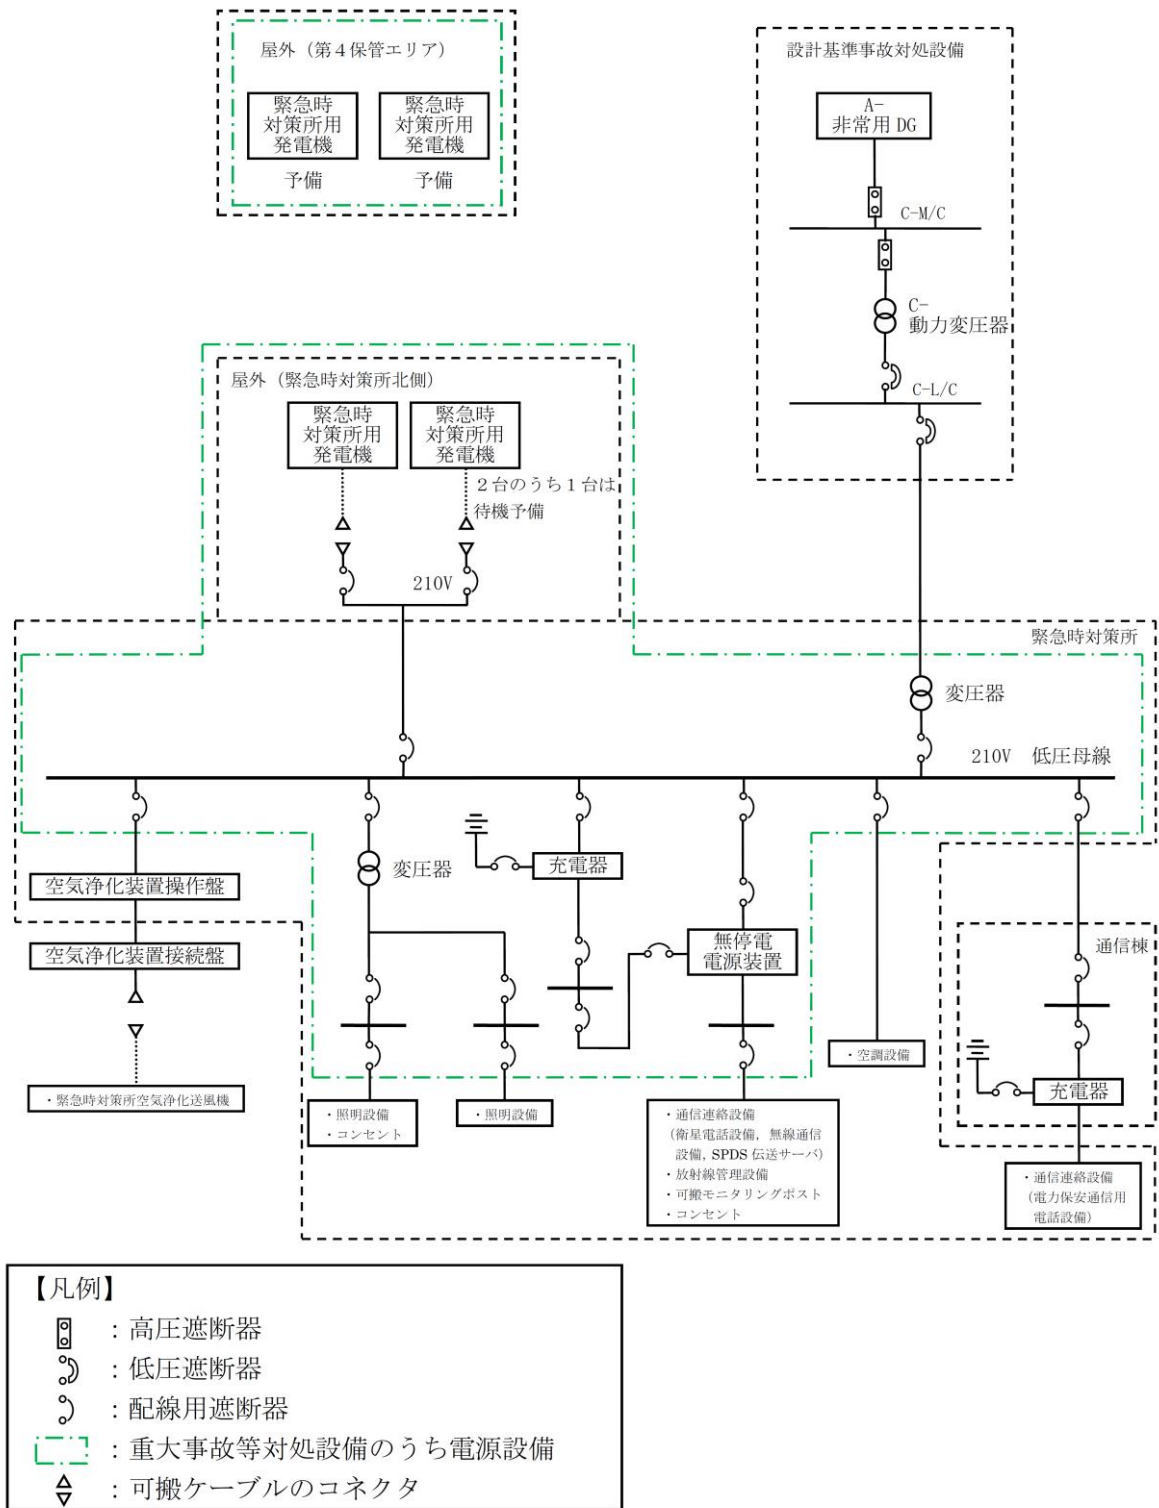 屋外（第４保管エリア）
緊急時
対策所用
発電機
緊急時
対策所用
発電機
予備
予備
設計基準事故対処設備
A-
非常用 DG
C-M/C
C-
動力変圧器
C-L/C
屋外（緊急時対策所北側）
緊急時
対策所用
発電機
緊急時
対策所用
発電機
２台のうち１台は
待機予備
210V
緊急時対策所
変圧器
210V 低圧母線
空気浄化装置操作盤
空気浄化装置接続盤
・緊急時対策所空気浄化送風機
変圧器
充電器
無停電
電源装置
・照明設備
・コンセント
・照明設備
・通信連絡設備
（衛星電話設備，無線通信
設備，SPDS 伝送サーバ）
・放射線管理設備
・可搬モニタリングポスト
・コンセント
・空調設備
通信棟
充電器
・通信連絡設備
（電力保安通信用
電話設備）
【凡例】
：高圧遮断器
：低圧遮断器
：配線用遮断器
：重大事故等対処設備のうち電源設備
：可搬ケーブルのコネクタ